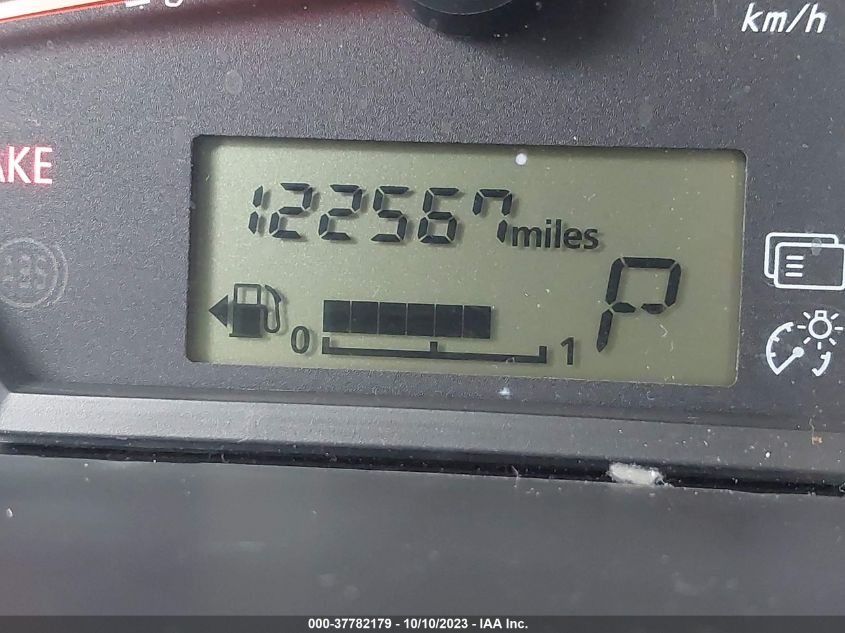 km/h
AKE
122567 miles
P
0 1
000-37782179 - 10/10/2023 - IAA Inc.